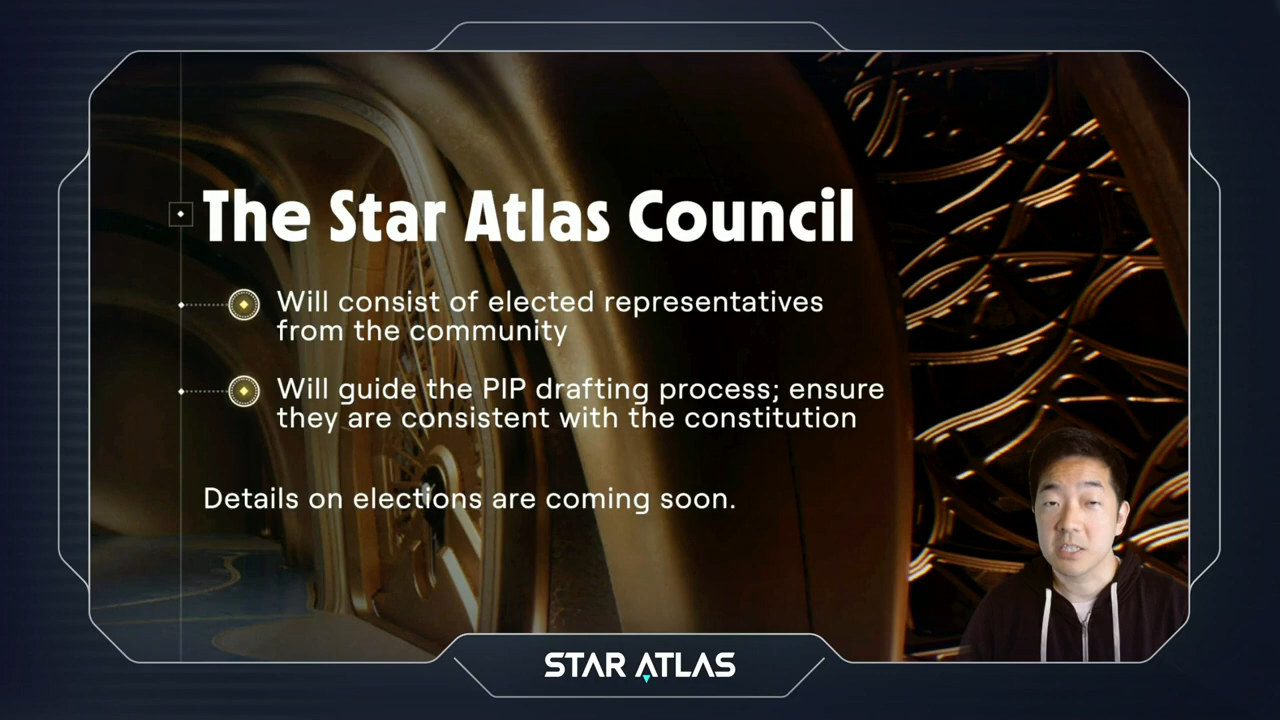 The Star Atlas Council
Will consist of elected representatives
from the community
Will guide the PIP drafting process; ensure
they are consistent with the constitution
Details on elections are coming soon.
STAR ATLAS